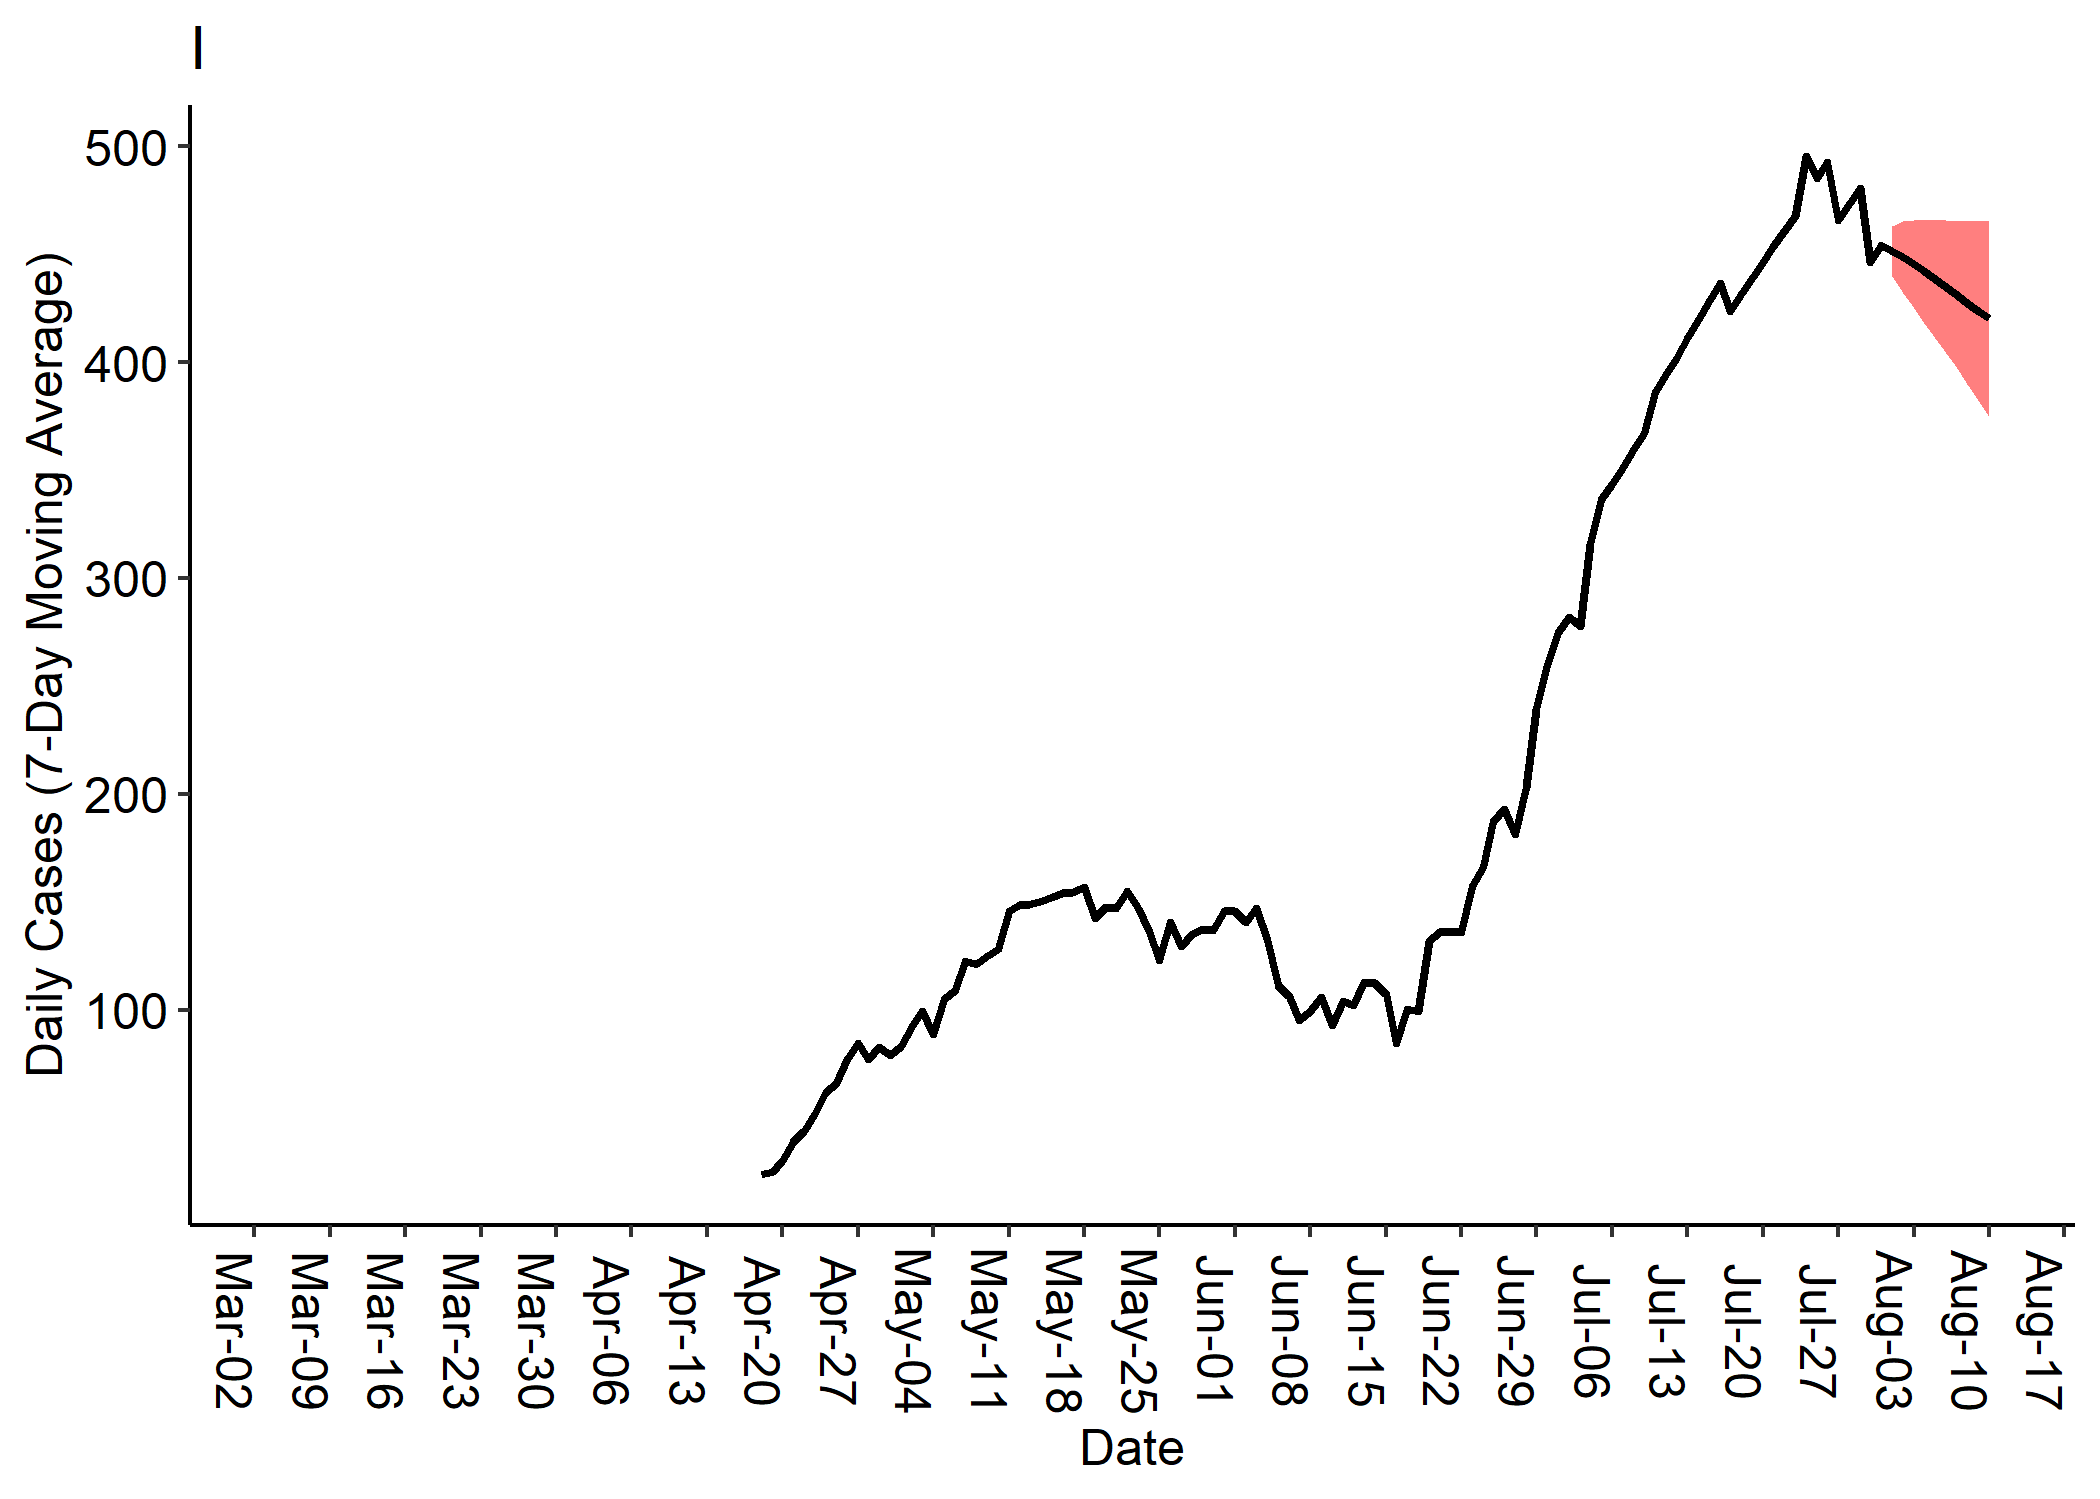 I
Daily Cases (7-Day Moving Average)
500
400
300
200
100
Mar-02
Mar-09
Mar-16
Mar-23
Mar-30
Apr-06
Apr-13
Apr-20
Apr-27
May-04
May-11
May-18
May-25
Jun-01
Jun-08
Jun-15
Jun-22
Jun-29
Jul-06
Jul-13
Jul-20
Jul-27
Aug-03
Aug-10
Aug-17
Date